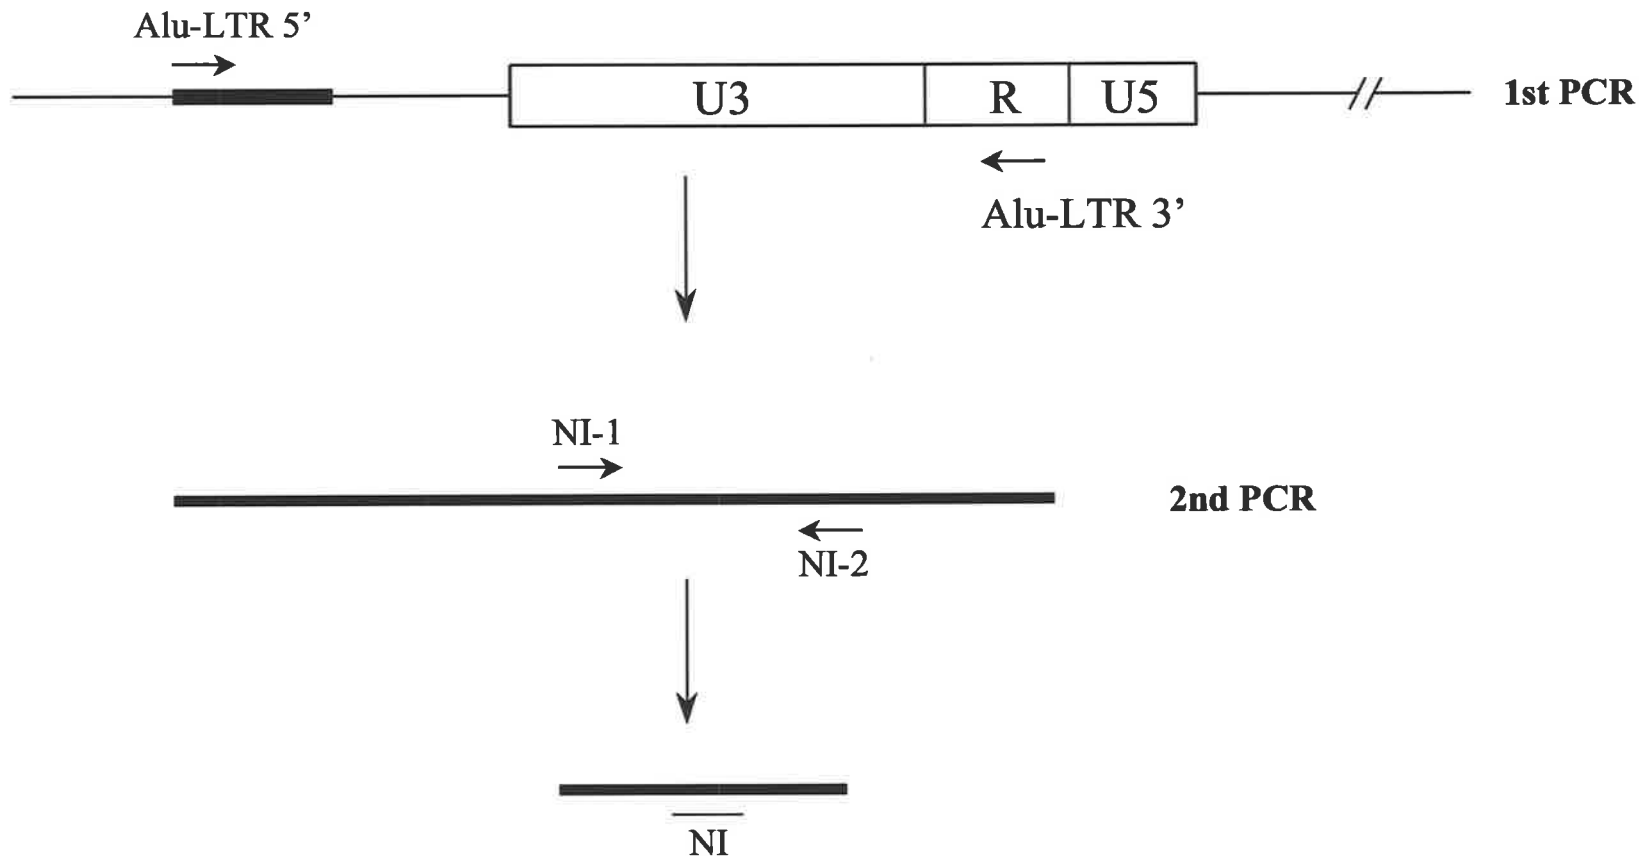 Alu-LTR 5’
U3 R U5 1st PCR
Alu-LTR 3’
NI-1
2nd PCR
NI-2
NI